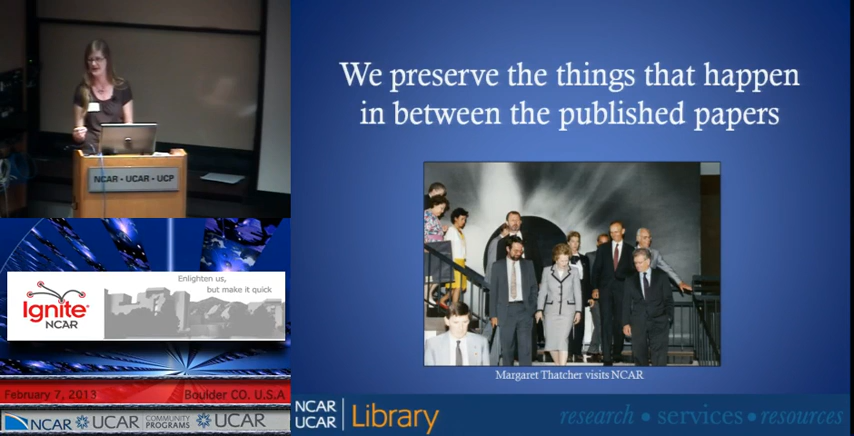 NCAR - UCAR - UCP
Ignite
NCAR
Enlighten us,
but make it quick
February 7, 2013
Boulder CO. U.S.A
NCAR
UCAR
COMMUNITY
PROGRAMS
UCAR
We preserve the things that happen
in between the published papers
Margaret Thatcher visits NCAR
NCAR
UCAR
Library
research • services • resources